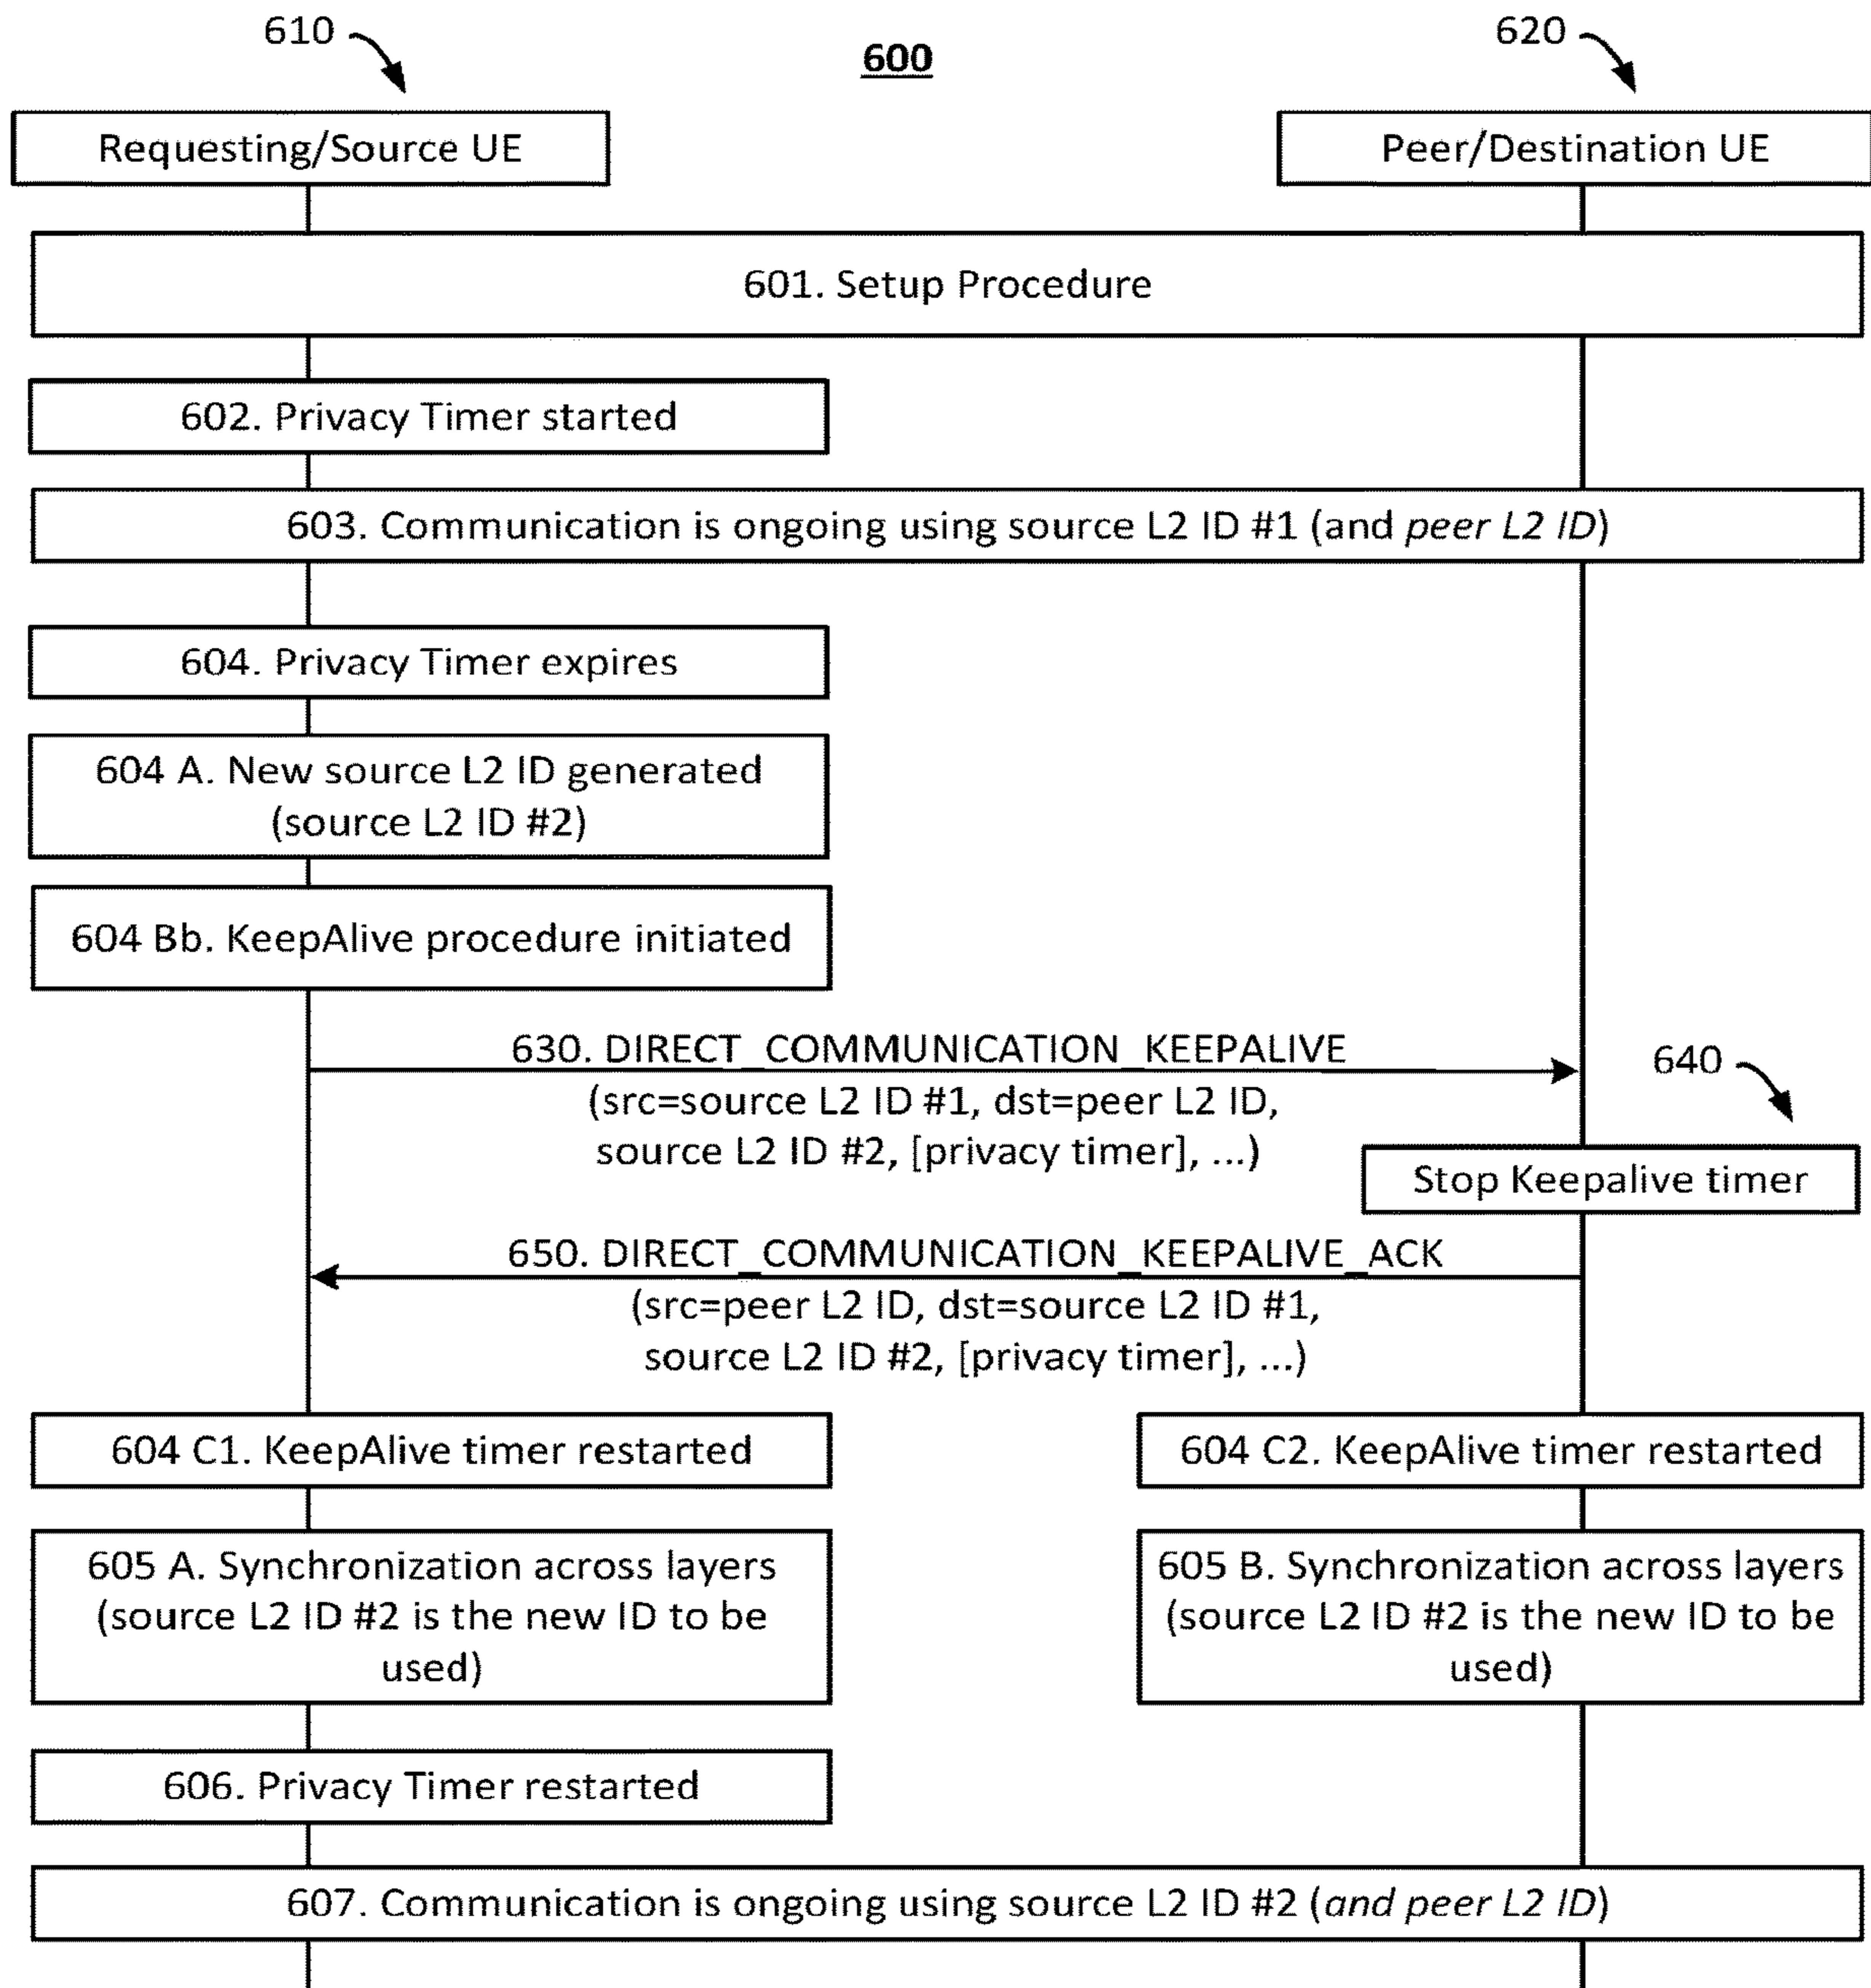 610
600
620
Requesting/Source UE
Peer/Destination UE
601. Setup Procedure
602. Privacy Timer started
603. Communication is ongoing using source L2 ID #1 (and peer L2 ID)
604. Privacy Timer expires
604 A. New source L2 ID generated
(source L2 ID #2)
604 Bb. KeepAlive procedure initiated
630. DIRECT_COMMUNICATION_KEEPALIVE
(src=source L2 ID #1, dst=peer L2 ID,
source L2 ID #2, [privacy timer], ...)
640
Stop Keepalive timer
650. DIRECT_COMMUNICATION_KEEPALIVE_ACK
(src=peer L2 ID, dst=source L2 ID #1,
source L2 ID #2, [privacy timer], ...)
604 C1. KeepAlive timer restarted
604 C2. KeepAlive timer restarted
605 A. Synchronization across layers
(source L2 ID #2 is the new ID to be
used)
605 B. Synchronization across layers
(source L2 ID #2 is the new ID to be
used)
606. Privacy Timer restarted
607. Communication is ongoing using source L2 ID #2 (and peer L2 ID)